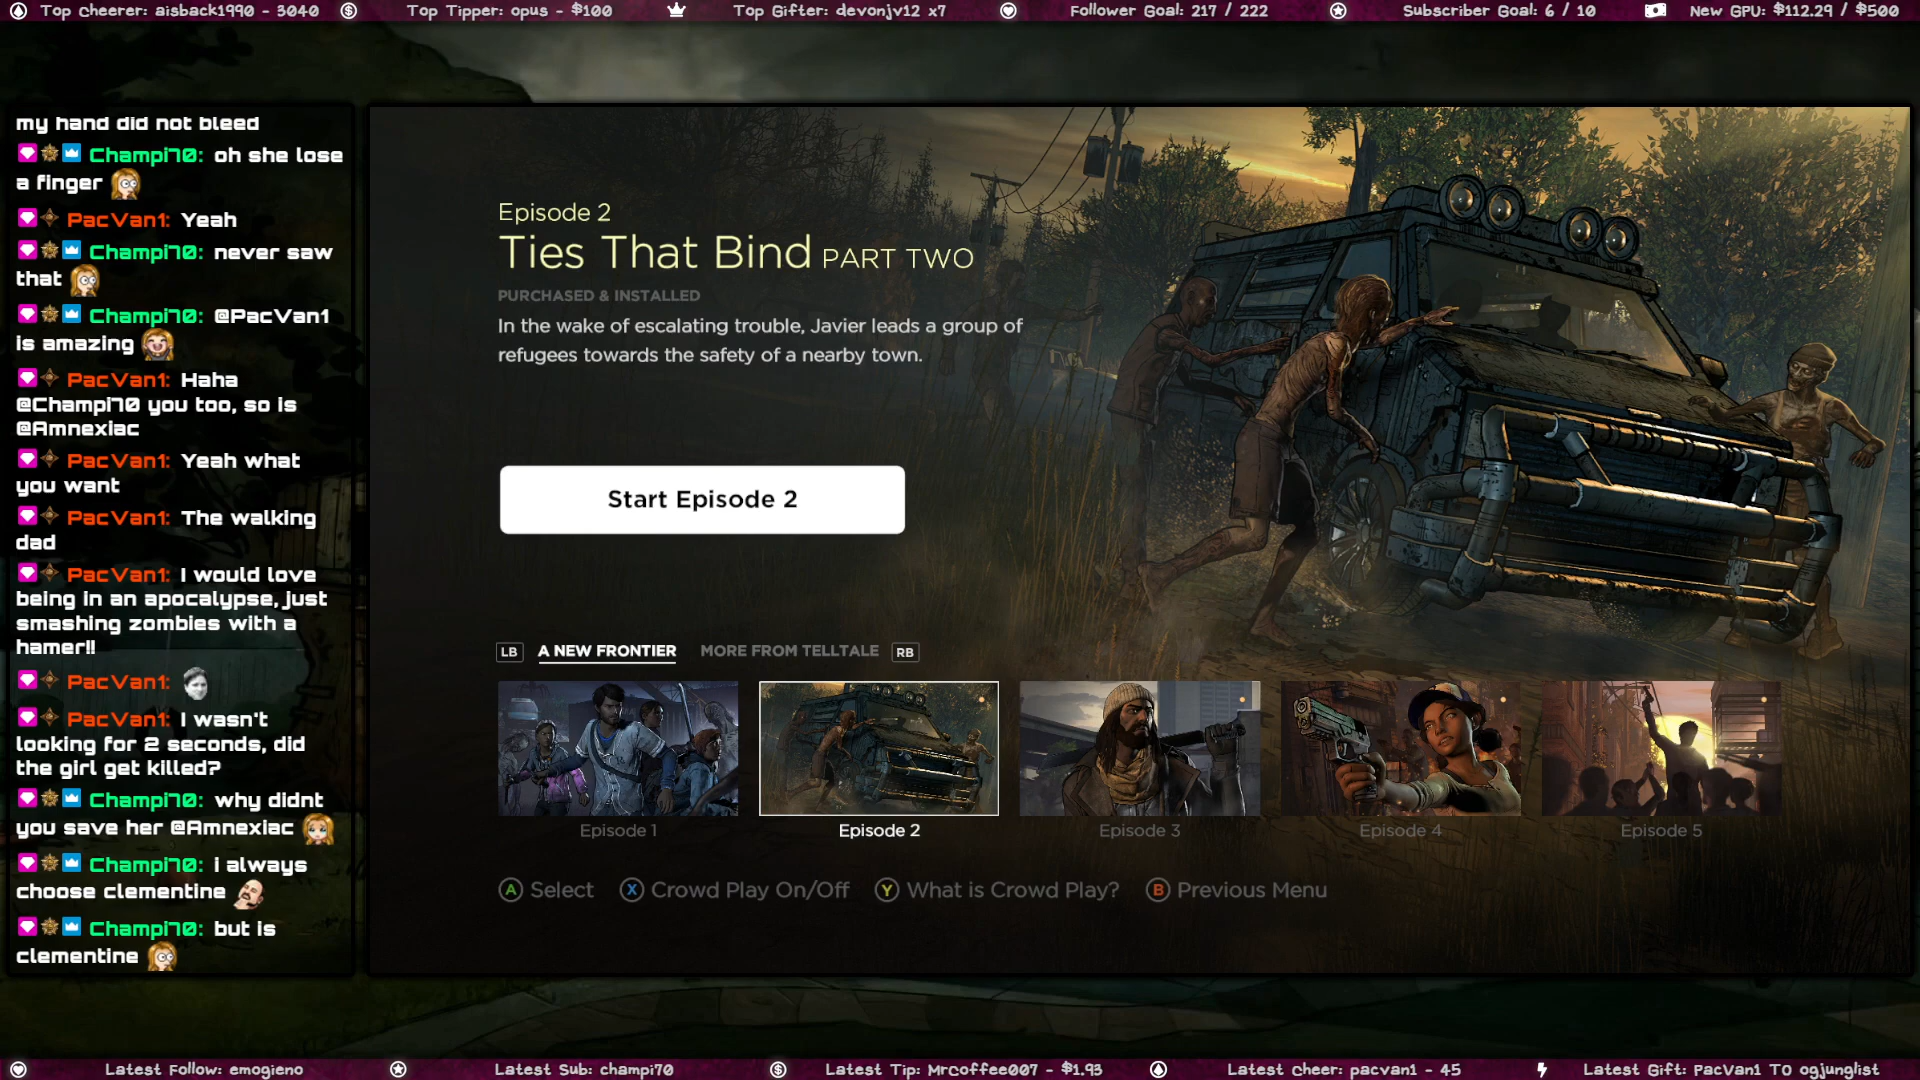 Top Cheerer: aisback1990 - 3040
Top Tipper: opus - $100
Top Gifter: devonjv12 x7
Follower Goal: 217 / 222
Subscriber Goal: 6 / 10
New GPU: $112.29 / $500
my hand did not bleed
Champi70: oh she lose
a finger
PacVan1: Yeah
Champi70: never saw
that
Champi70: @PacVan1
is amazing
PacVan1: Haha
@Champi70 you too, so is
@Amnexiac
PacVan1: Yeah what
you want
PacVan1: The walking
dad
PacVan1: I would love
being in an apocalypse, just
smashing zombies with a
hamer!!
PacVan1:
PacVan1: I wasn't
looking for 2 seconds, did
the girl get killed?
Champi70: why didnt
you save her @Amnexiac
Champi70: i always
choose clementine
Champi70: but is
clementine
Episode 2
Ties That Bind PART TWO
PURCHASED & INSTALLED
In the wake of escalating trouble, Javier leads a group of
refugees towards the safety of a nearby town.
Start Episode 2
LB A NEW FRONTIER MORE FROM TELLTALE RB
Episode 1
Episode 2
Episode 3
Episode 4
Episode 5
A Select X Crowd Play On/Off Y What is Crowd Play? B Previous Menu
Latest Follow: emogieno
Latest Sub: champi70
Latest Tip: MrCoffee007 - $1.93
Latest Cheer: pacvan1 - 45
Latest Gift: PacVan1 TO ogjunglist